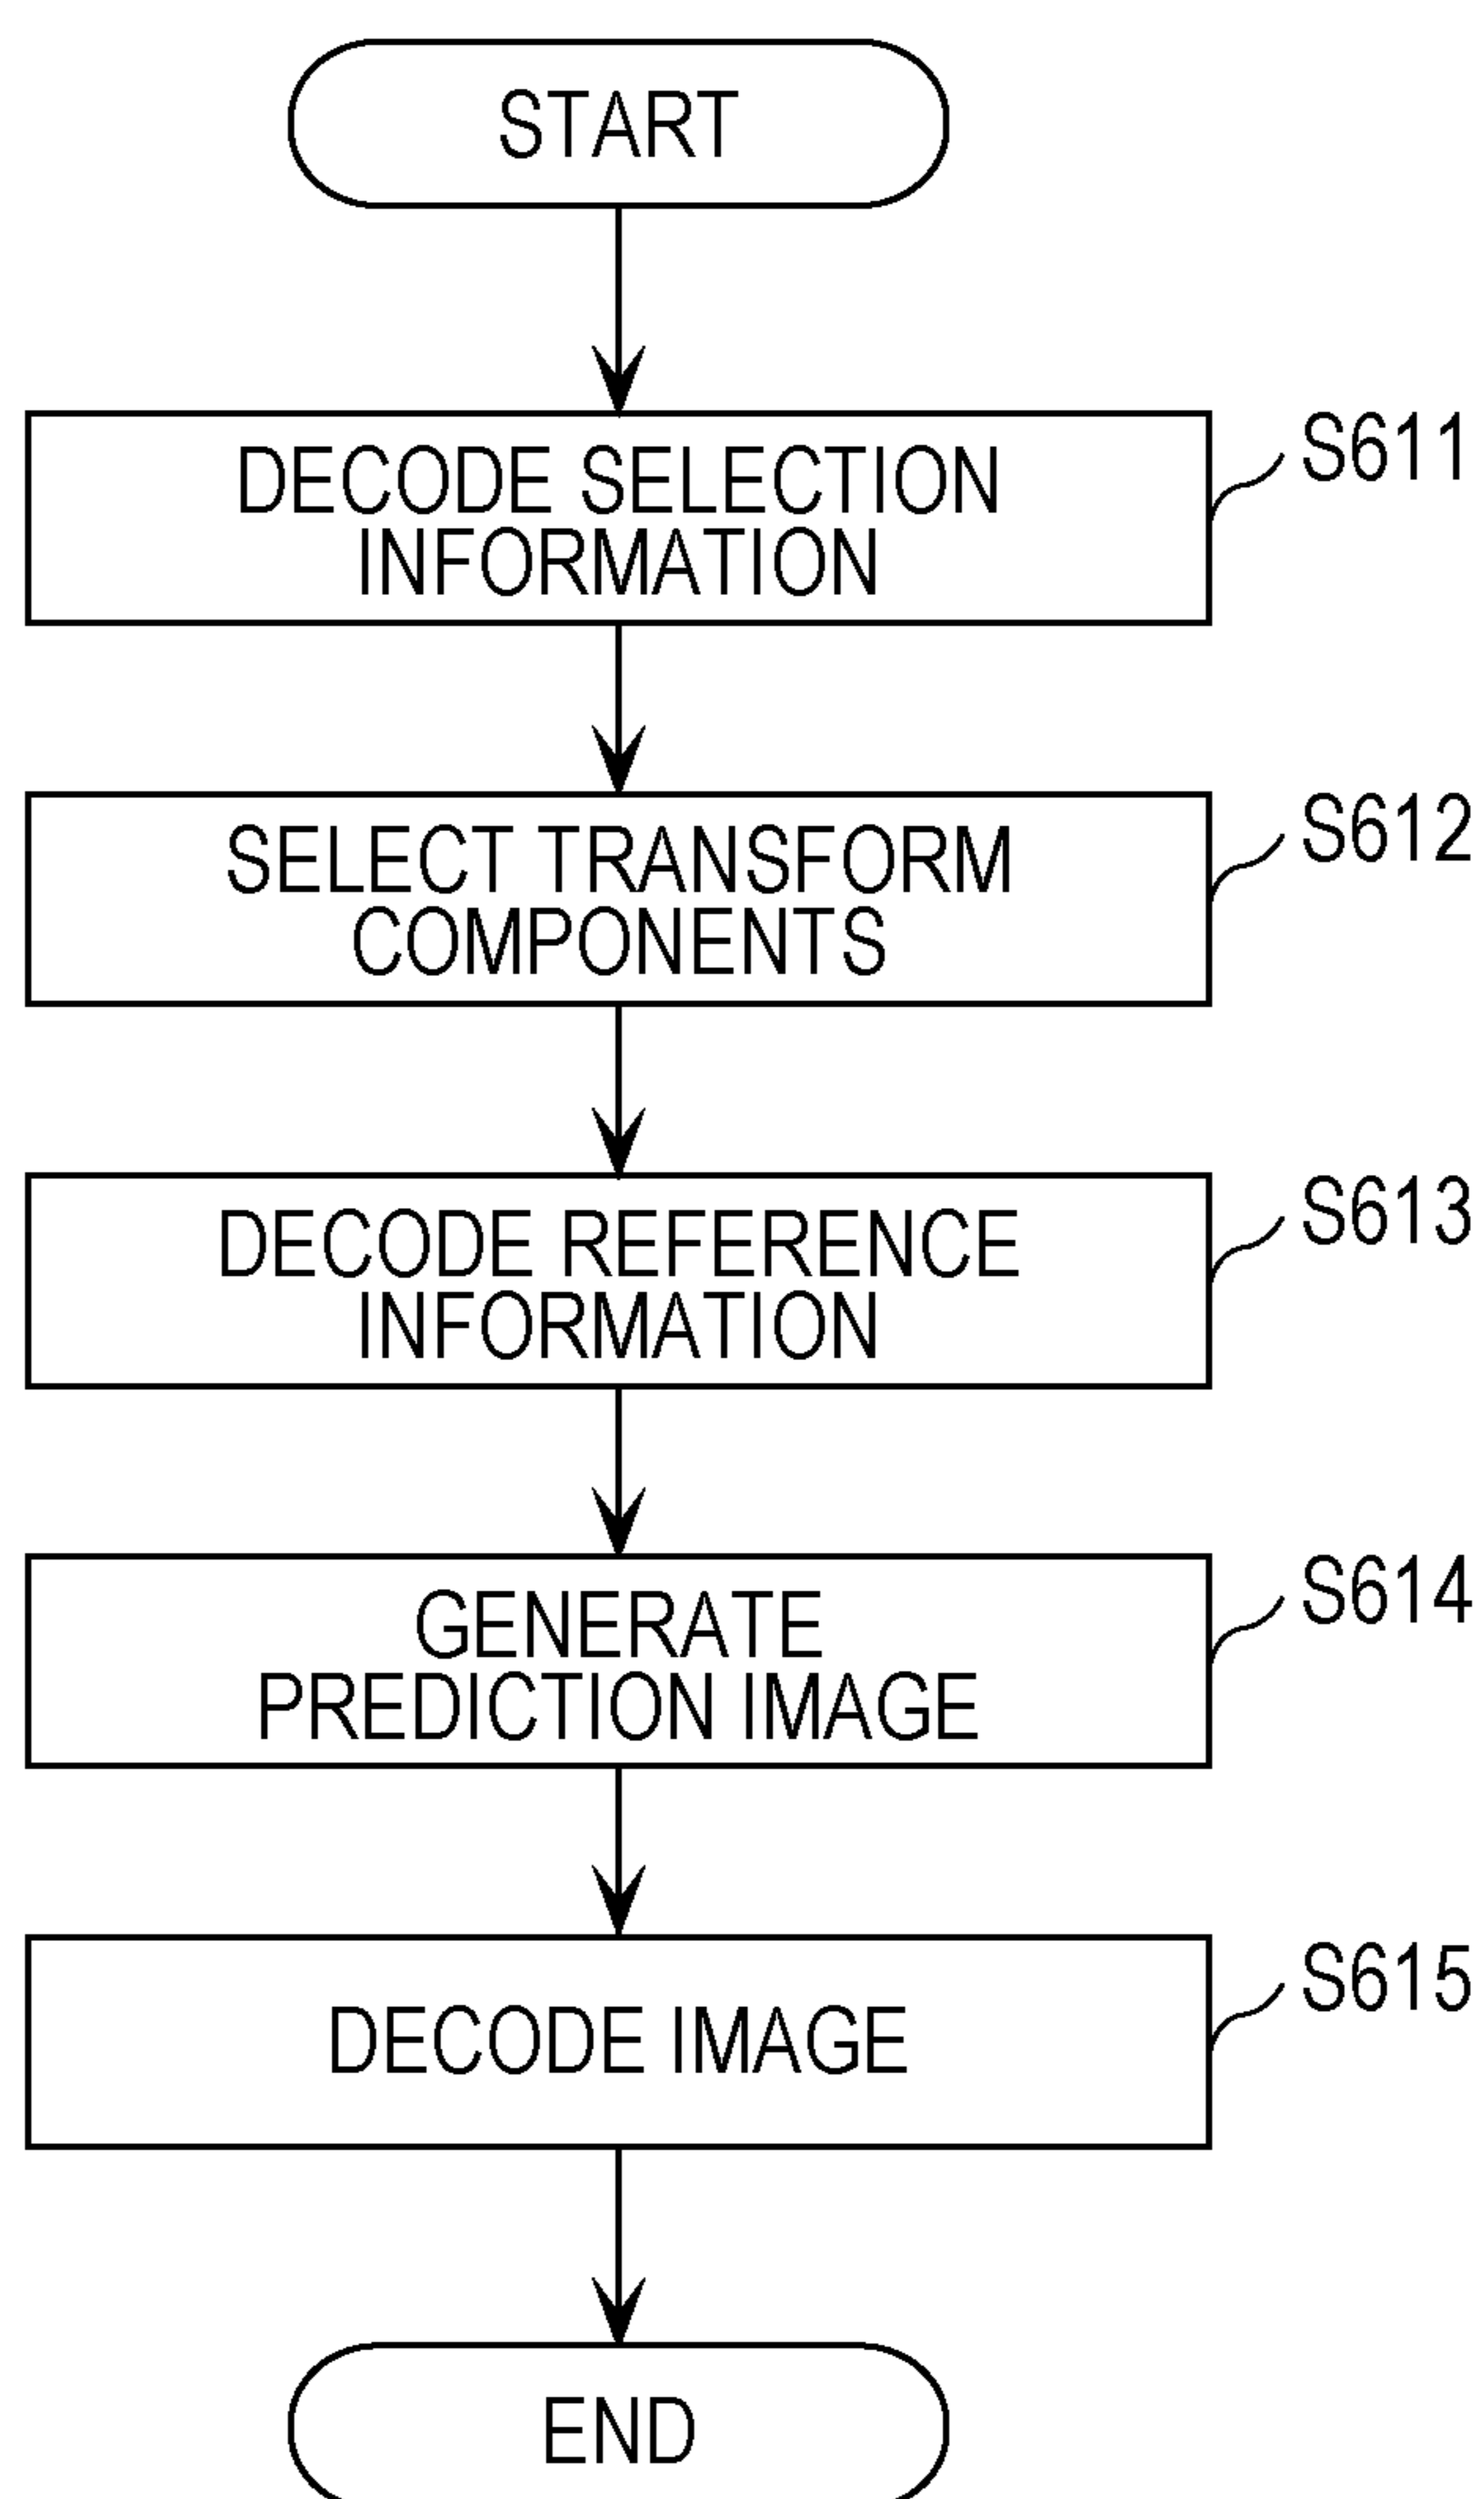 START
DECODE SELECTION
INFORMATION
S611
SELECT TRANSFORM
COMPONENTS
S612
DECODE REFERENCE
INFORMATION
S613
GENERATE
PREDICTION IMAGE
S614
DECODE IMAGE
S615
END